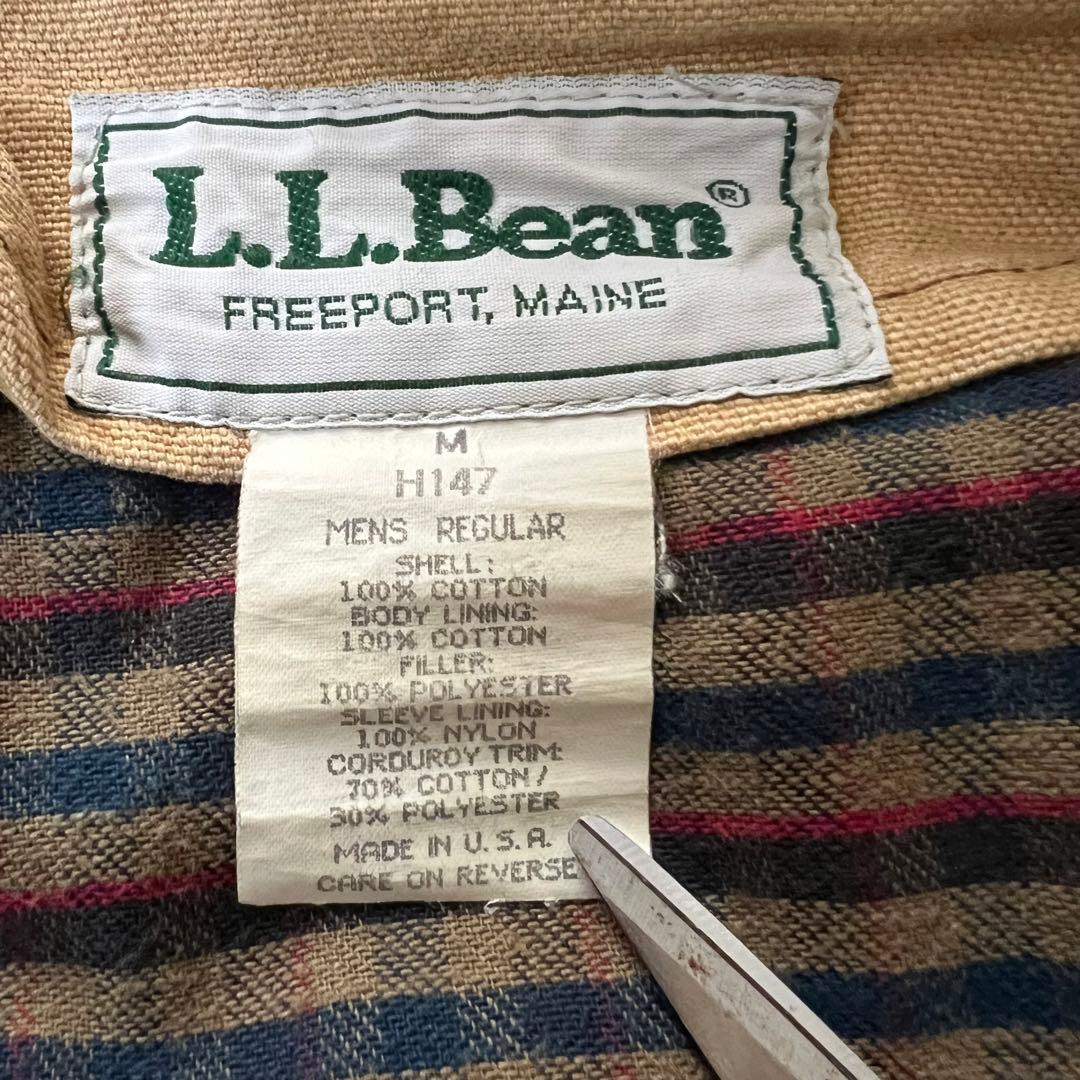 L.L.Bean®
FREEPORT, MAINE
M
H147
MENS REGULAR
SHELL:
100% COTTON
BODY LINING:
100% COTTON
FILLER:
100% POLYESTER
SLEEVE LINING:
100% NYLON
CORDUROY TRIM:
70% COTTON/
30% POLYESTER
MADE IN U.S.A.
CARE ON REVERSE